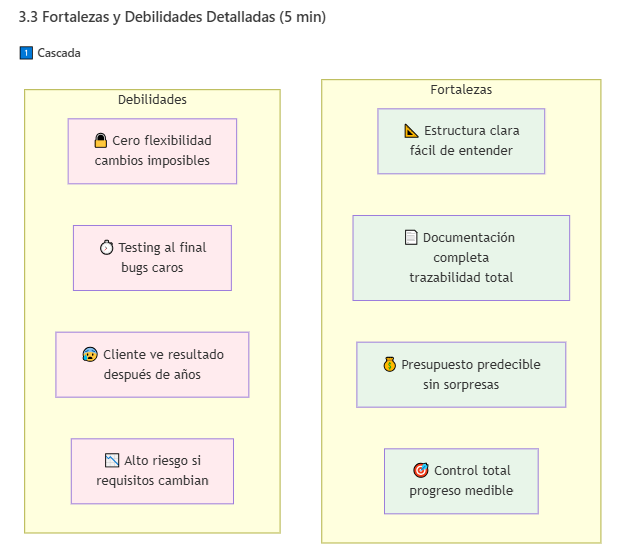 3.3 Fortalezas y Debilidades Detalladas (5 min)
1 Cascada
Debilidades
🔒 Cero flexibilidad
cambios imposibles
⏱ Testing al final
bugs caros
😰 Cliente ve resultado
después de años
📉 Alto riesgo si
requisitos cambian
Fortalezas
📐 Estructura clara
fácil de entender
📄 Documentación
completa
trazabilidad total
💰 Presupuesto predecible
sin sorpresas
🎯 Control total
progreso medible